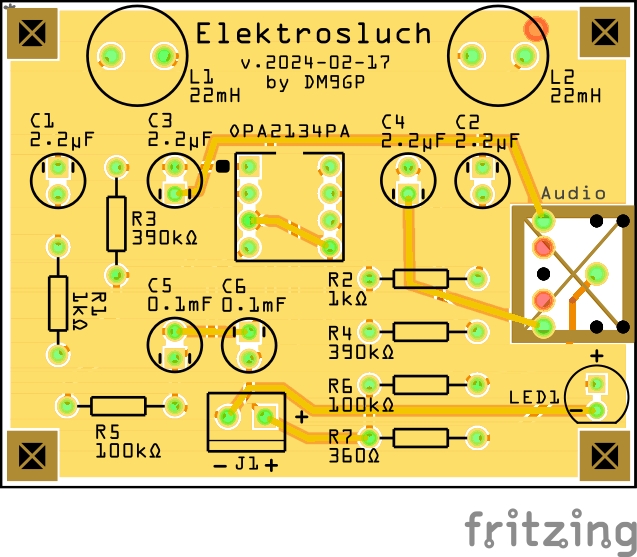 Elektrosluch
v.2024-02-17
by DM9GP
L1
22mH
L2
22mH
C1
2.2µF
C3
2.2µF
OPA2134PA
C4
2.2µF
C2
2.2µF
Audio
R3
390kΩ
R1
1kΩ
C5
0.1mF
C6
0.1mF
R2
1kΩ
R4
390kΩ
R6
100kΩ
LED1
+
-
R5
100kΩ
+
- J1 +
R7
360Ω
fritzing